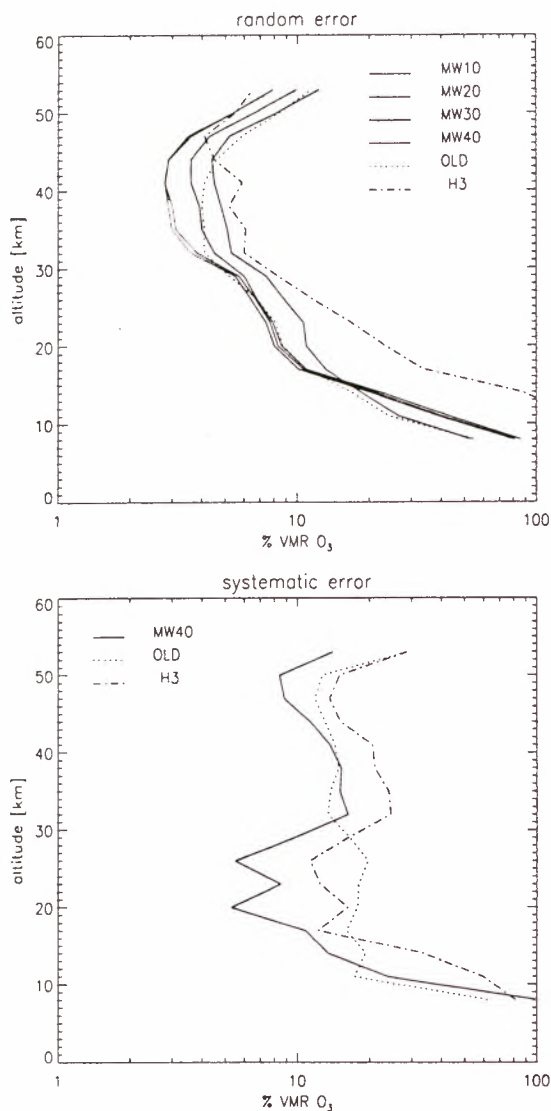 random error
60
50
40
30
20
10
0
altitude [km]
MW10
MW20
MW30
MW40
OLD
H3
1
10
100
% VMR O₃
systematic error
60
50
40
30
20
10
0
altitude [km]
MW40
OLD
H3
1
10
100
% VMR O₃